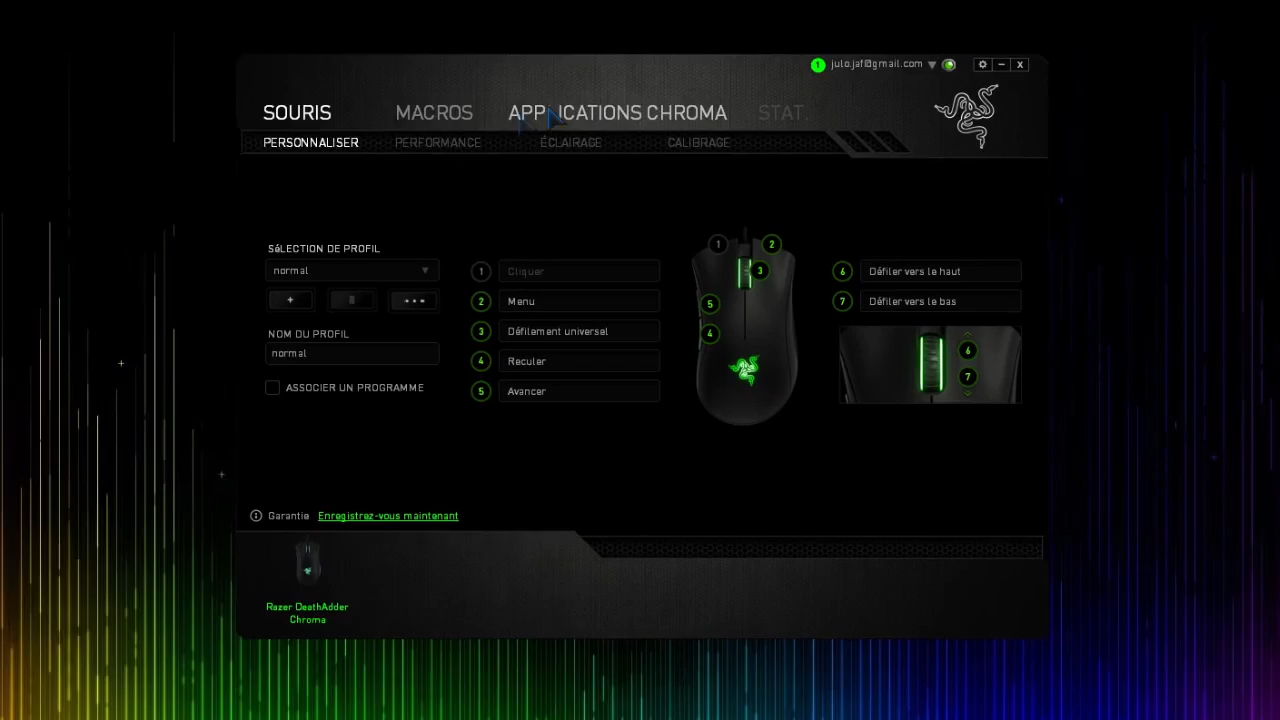 1 julo.jaf@gmail.com
SOURIS MACROS APPLICATIONS CHROMA STAT.
PERSONNALISER PERFORMANCE ÉCLAIRAGE CALIBRAGE
SéLECTION DE PROFIL
normal
+
NOM DU PROFIL
normal
ASSOCIER UN PROGRAMME
1 Cliquer
2 Menu
3 Défilement universel
4 Reculer
5 Avancer
1 2
3
5
4
6 Défiler vers le haut
7 Défiler vers le bas
6
7
Garantie Enregistrez-vous maintenant
Razer DeathAdder
Chroma